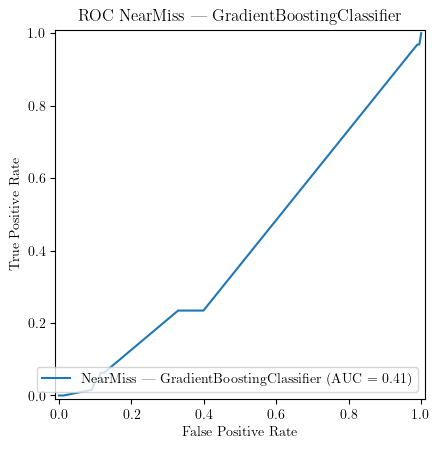 ROC NearMiss — GradientBoostingClassifier
1.0
0.8
0.6
0.4
0.2
0.0
True Positive Rate
NearMiss — GradientBoostingClassifier (AUC = 0.41)
0.0 0.2 0.4 0.6 0.8 1.0
False Positive Rate